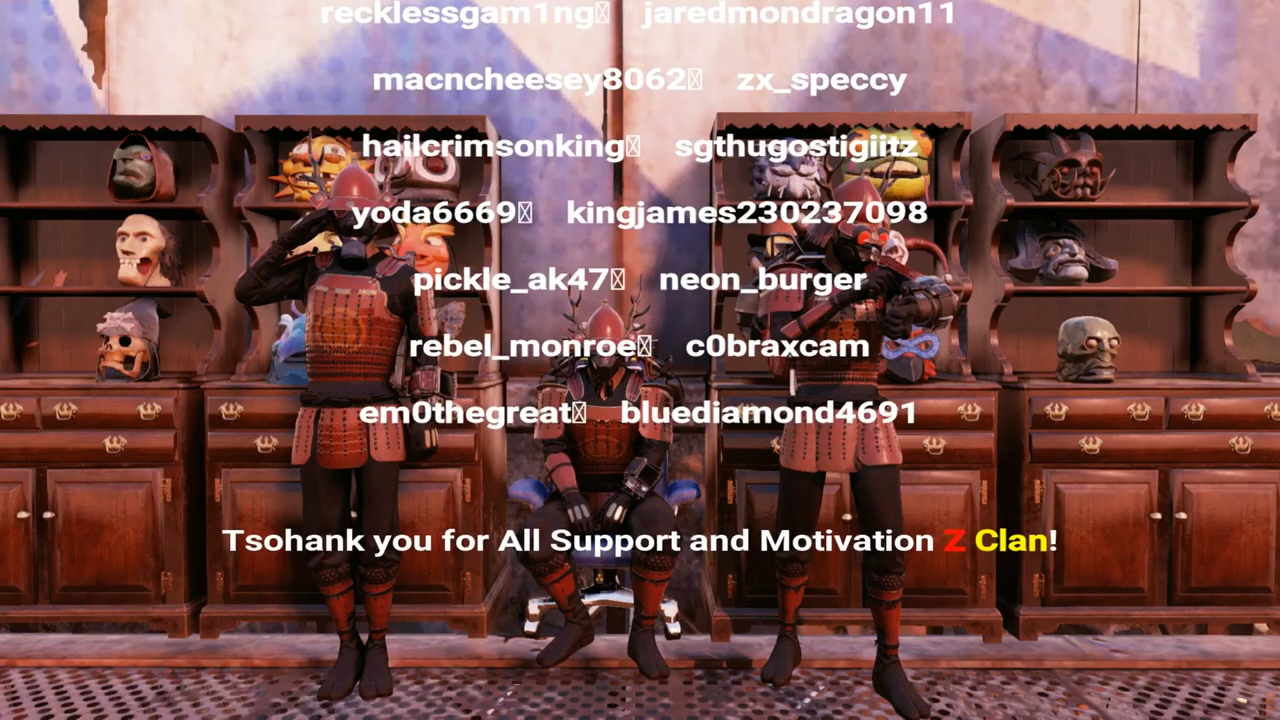 recklessgam1ng▯ jaredmondragon11
macncheesey8062▯ zx_speccy
hailcrimsonking▯ sgthugostigiitz
yoda6669▯ kingjames230237098
pickle_ak47▯ neon_burger
rebel_monroe▯ c0braxcam
em0thegreat▯ bluediamond4691
Tsohank you for All Support and Motivation Z Clan!